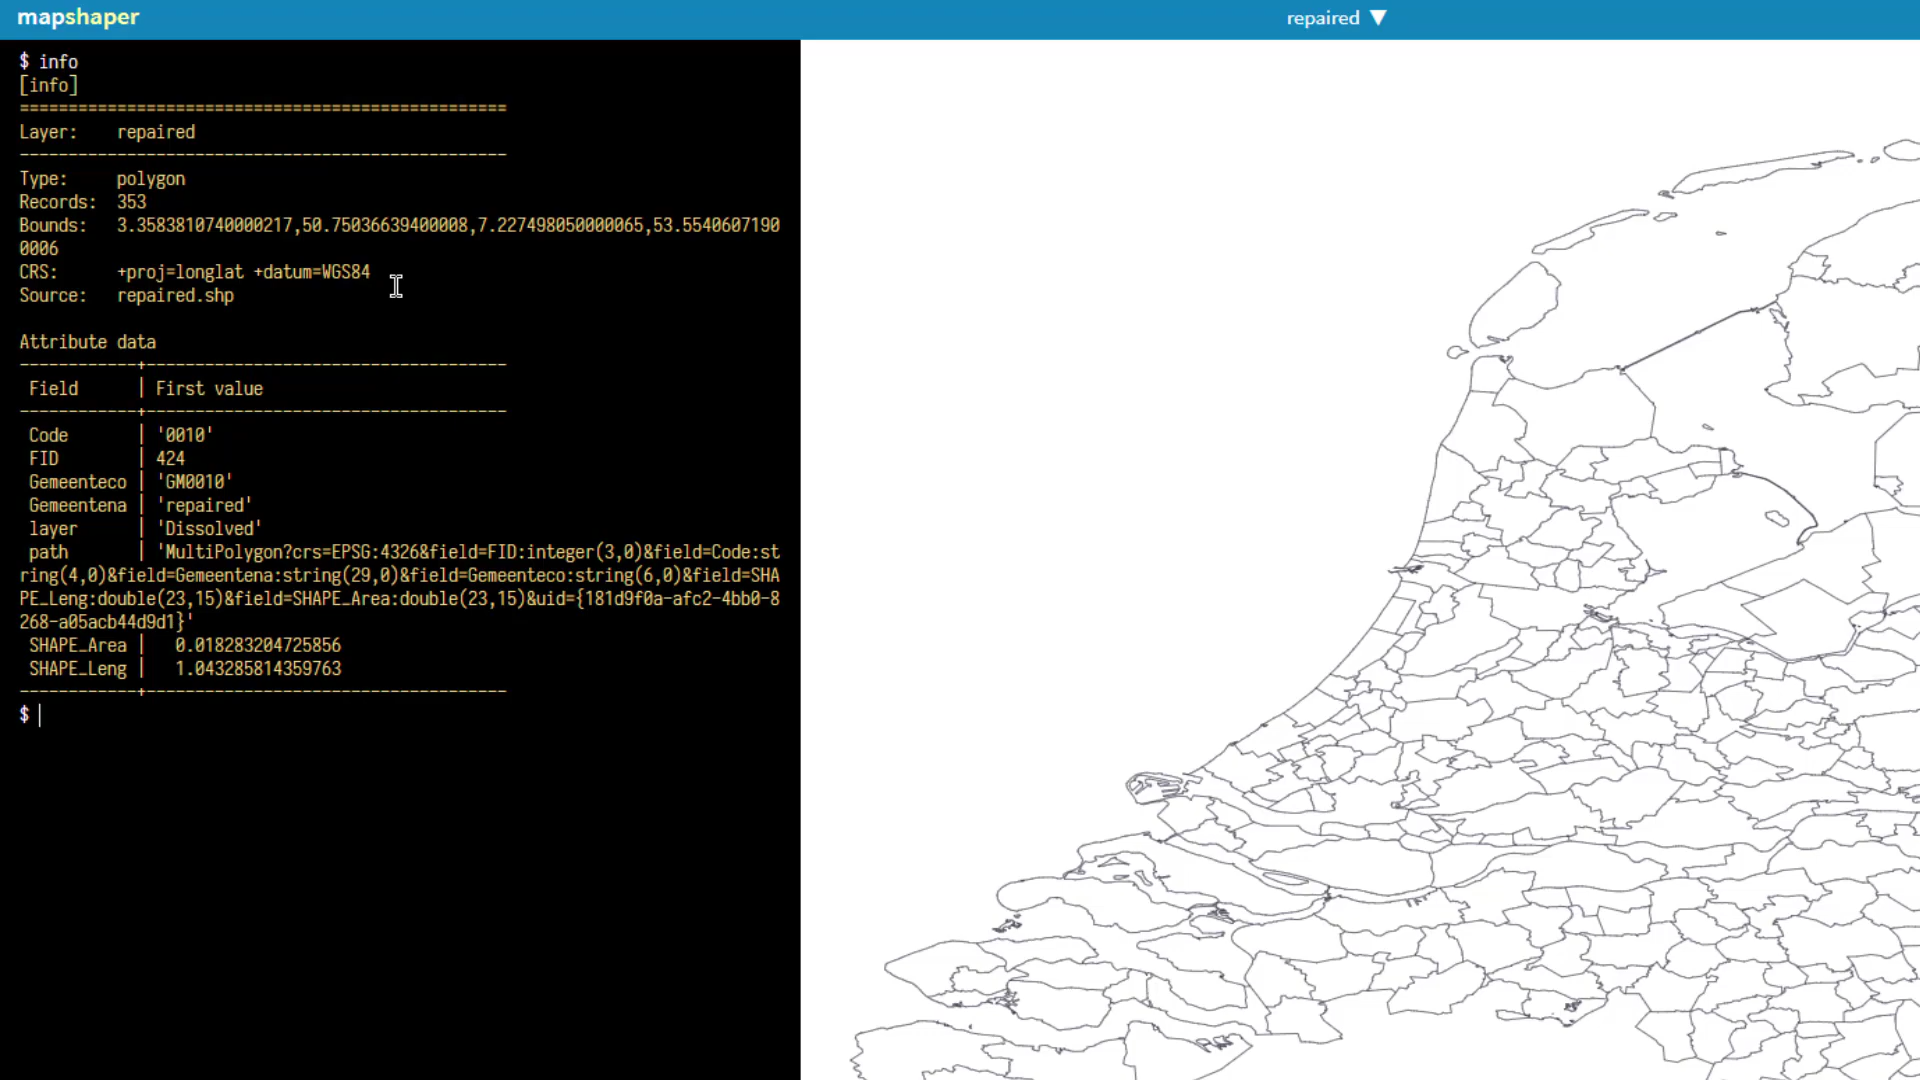 mapshaper
repaired ▼
$ info
[info]
==================================================
Layer:    repaired
--------------------------------------------------
Type:     polygon
Records:  353
Bounds:   3.3583810740000217,50.75036639400008,7.227498050000065,53.5540607190
0006
CRS:      +proj=longlat +datum=WGS84
Source:   repaired.shp
Attribute data
------------+-------------------------------------
 Field      | First value
------------+-------------------------------------
 Code       | '0010'
 FID        | 424
 Gemeenteco | 'GM0010'
 Gemeentena | 'repaired'
 layer      | 'Dissolved'
 path       | 'MultiPolygon?crs=EPSG:4326&field=FID:integer(3,0)&field=Code:st
ring(4,0)&field=Gemeentena:string(29,0)&field=Gemeenteco:string(6,0)&field=SHA
PE_Leng:double(23,15)&field=SHAPE_Area:double(23,15)&uid={181d9f0a-afc2-4bb0-8
268-a05acb44d9d1}'
 SHAPE_Area |   0.018283204725856
 SHAPE_Leng |   1.043285814359763
------------+-------------------------------------
$